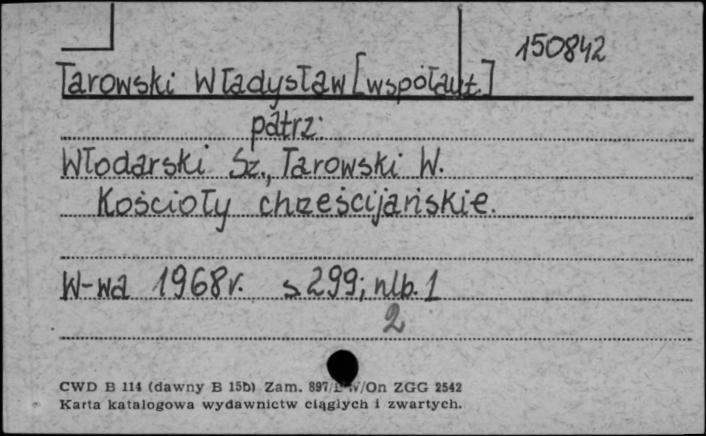 150842
Tarowski Władysław [współaut.]
patrz:
Włodarski Sz., Tarowski W.
Kościoły chrześcijańskie.
W-wa 1968r. s 299; nlb. 1
2
CWD B 114 (dawny B 15b) Zam. 897/ /On ZGG 2542
Karta katalogowa wydawnictw ciągłych i zwartych.